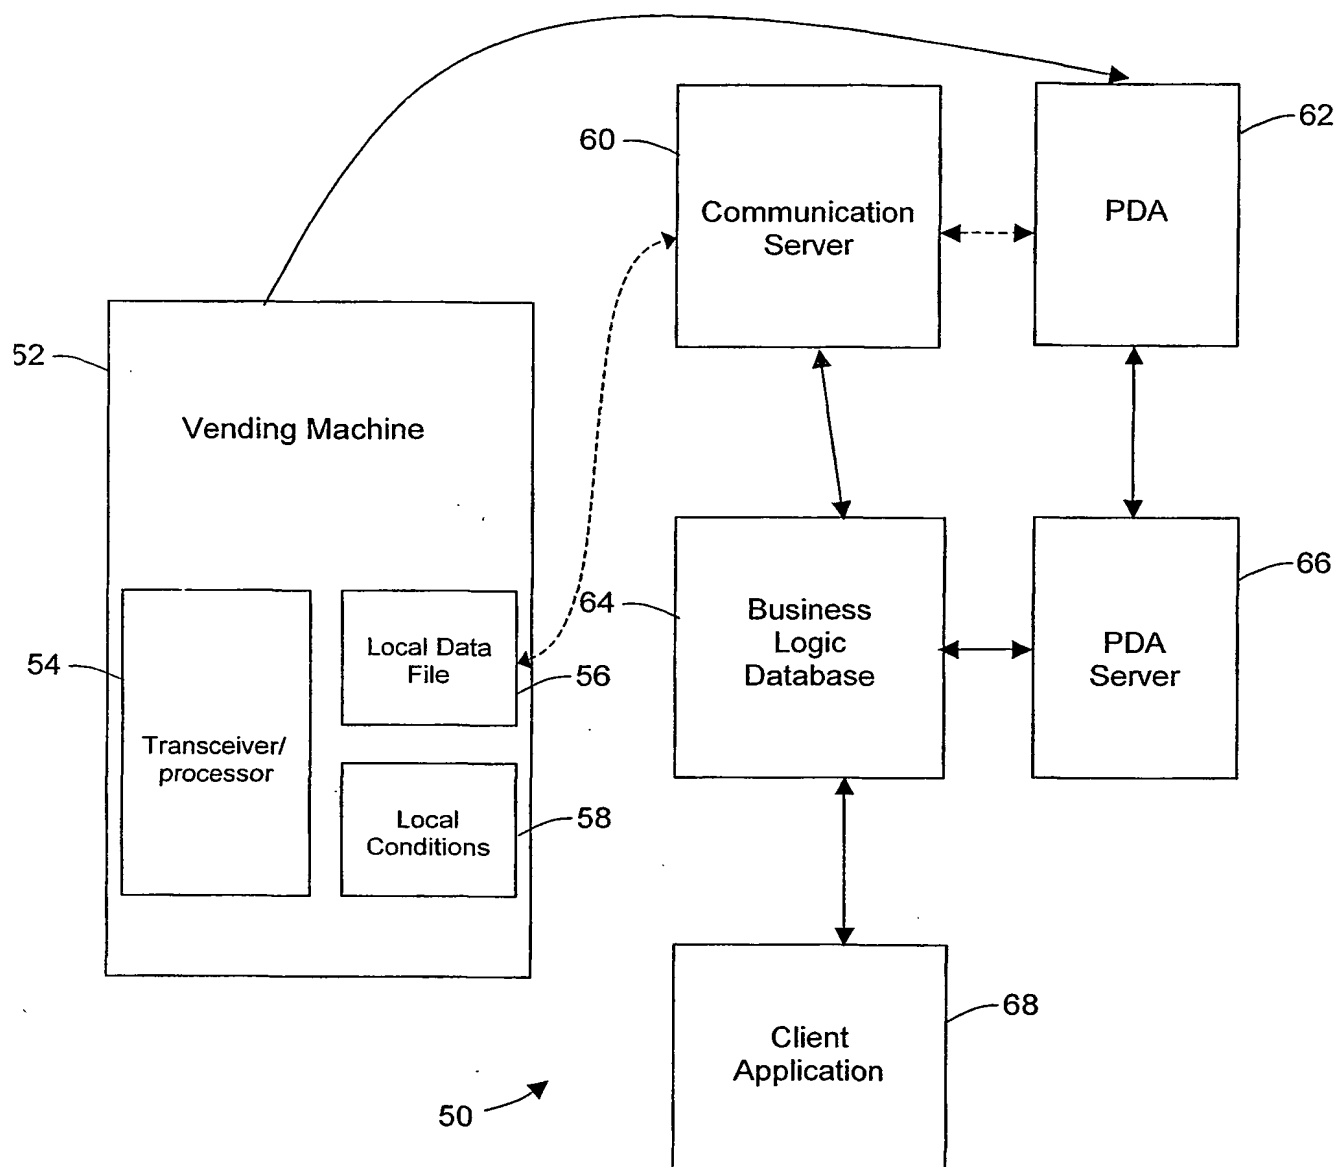 60
Communication
Server
PDA
62
52
Vending Machine
54
Transceiver/
processor
Local Data
File
56
Local
Conditions
58
64
Business
Logic
Database
PDA
Server
66
Client
Application
68
50